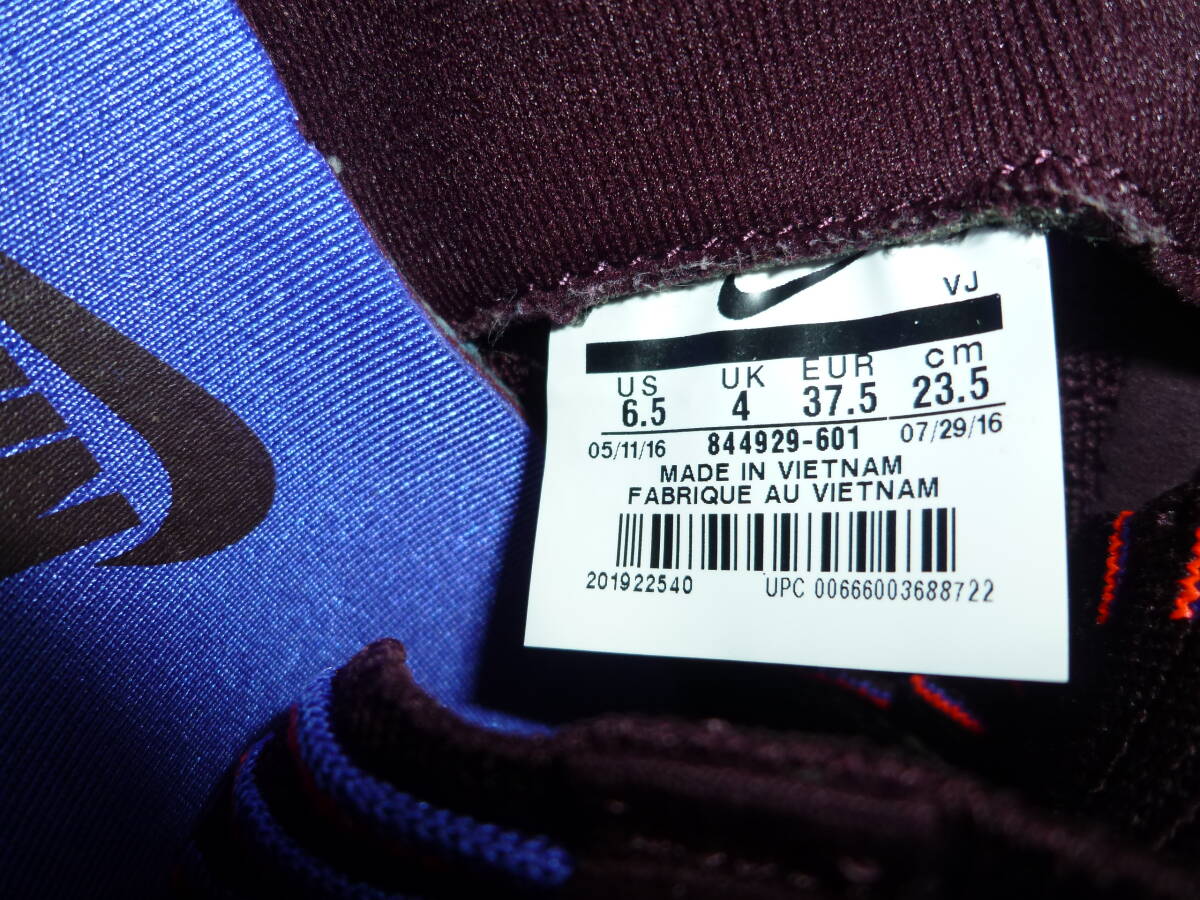 VJ
US UK EUR cm
6.5 4 37.5 23.5
05/11/16 844929-601 07/29/16
MADE IN VIETNAM
FABRIQUE AU VIETNAM
201922540 UPC 00666003688722